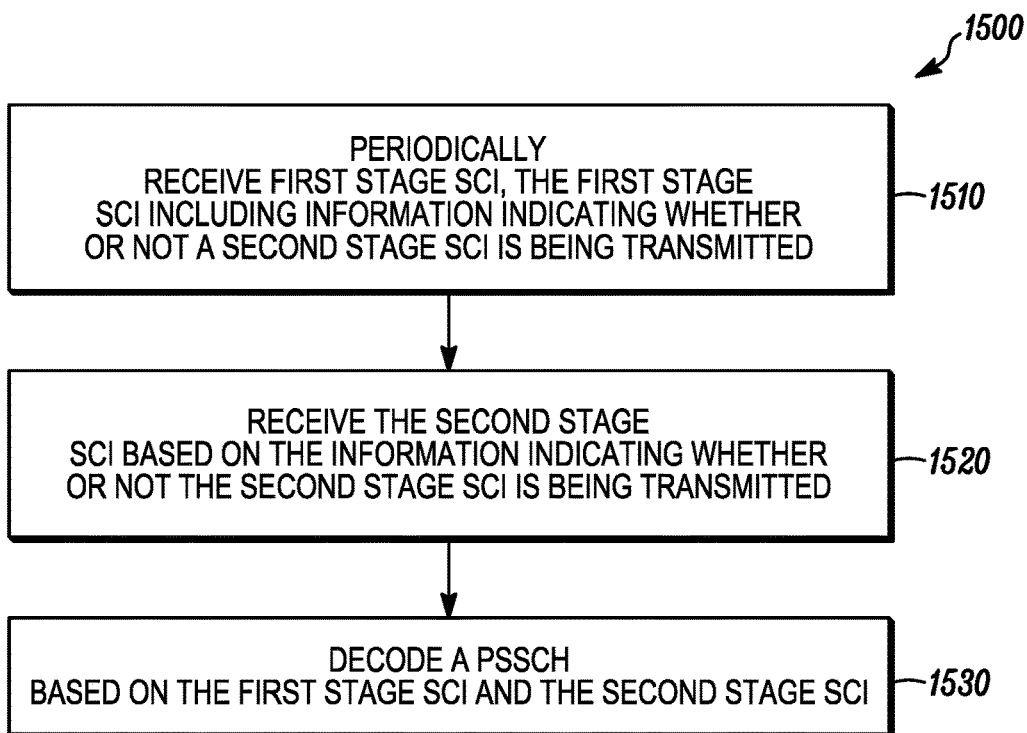 1500
PERIODICALLY
RECEIVE FIRST STAGE SCI, THE FIRST STAGE
SCI INCLUDING INFORMATION INDICATING WHETHER
OR NOT A SECOND STAGE SCI IS BEING TRANSMITTED
1510
RECEIVE THE SECOND STAGE
SCI BASED ON THE INFORMATION INDICATING WHETHER
OR NOT THE SECOND STAGE SCI IS BEING TRANSMITTED
1520
DECODE A PSSCH
BASED ON THE FIRST STAGE SCI AND THE SECOND STAGE SCI
1530